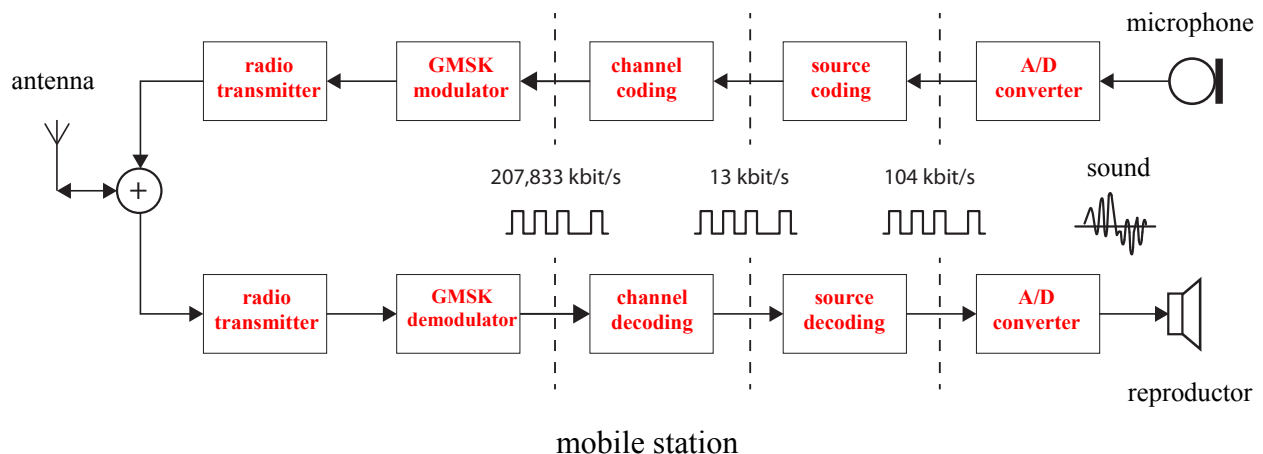 microphone
antenna
radio
transmitter
GMSK
modulator
channel
coding
source
coding
A/D
converter
+
207,833 kbit/s
13 kbit/s
104 kbit/s
sound
radio
transmitter
GMSK
demodulator
channel
decoding
source
decoding
A/D
converter
reproductor
mobile station